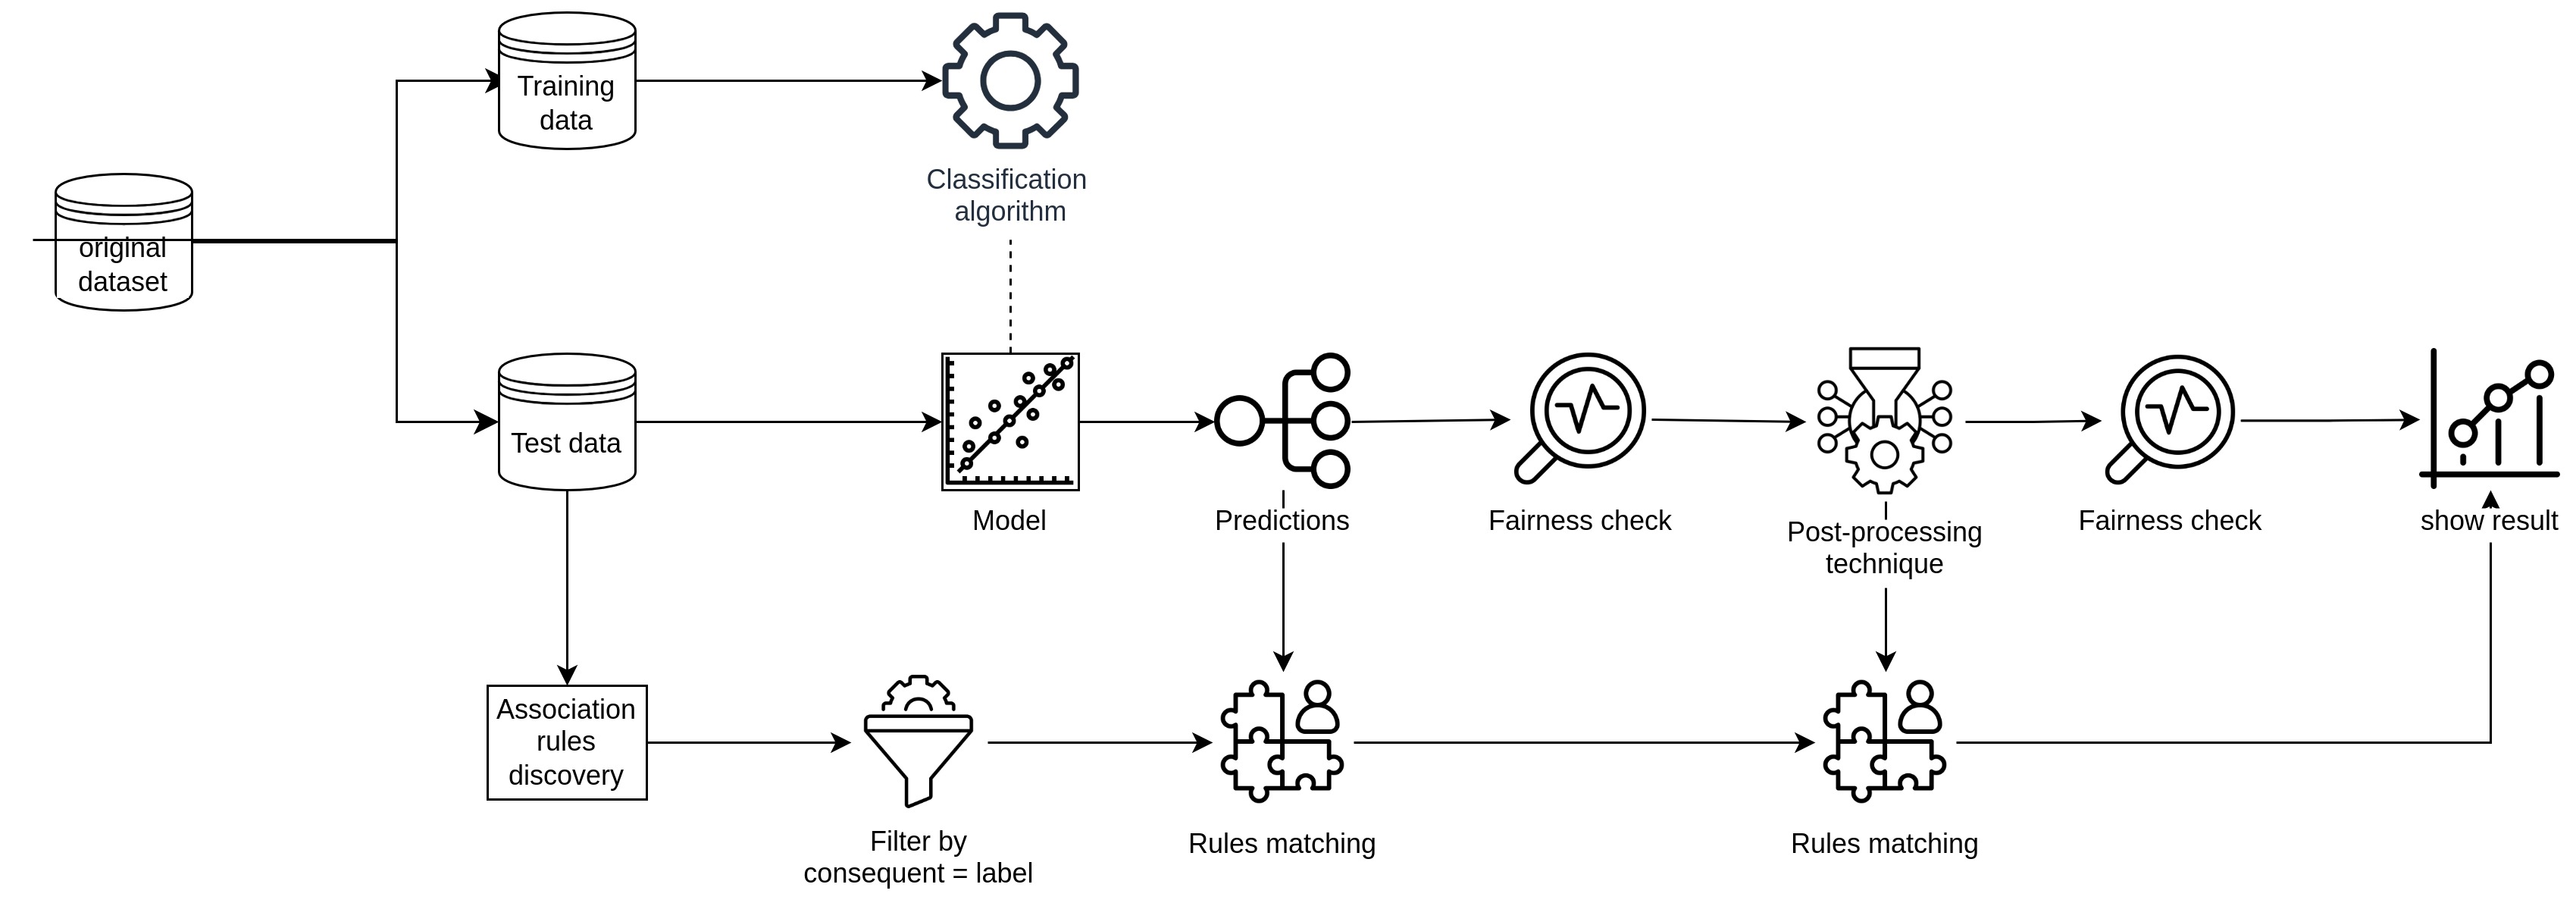 Training
data
Classification
algorithm
original
dataset
Test data
Model
Predictions
Fairness check
Post-processing
technique
Fairness check
show result
Association
rules
discovery
Filter by
consequent = label
Rules matching
Rules matching